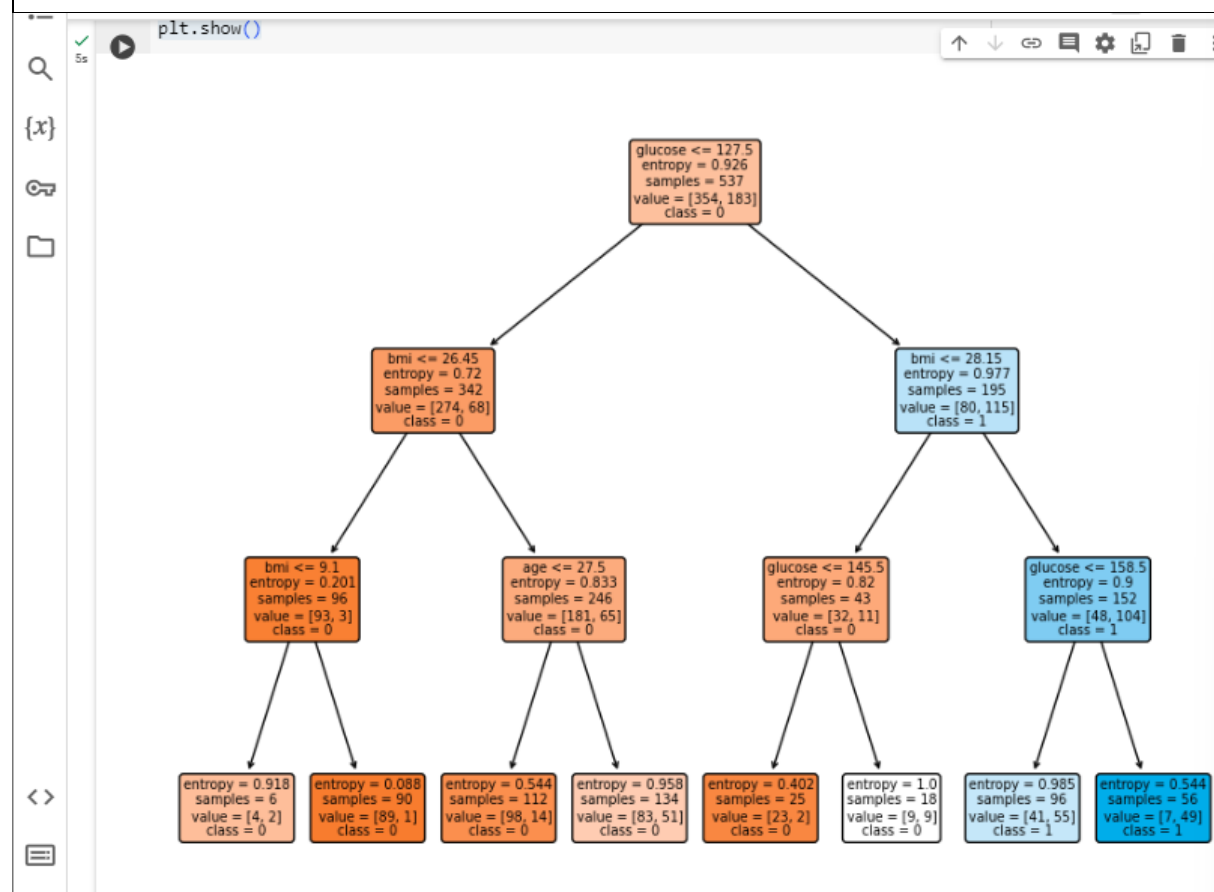 plt.show()
5s
{x}
glucose <= 127.5
entropy = 0.926
samples = 537
value = [354, 183]
class = 0
bmi <= 26.45
entropy = 0.72
samples = 342
value = [274, 68]
class = 0
bmi <= 28.15
entropy = 0.977
samples = 195
value = [80, 115]
class = 1
bmi <= 9.1
entropy = 0.201
samples = 96
value = [93, 3]
class = 0
age <= 27.5
entropy = 0.833
samples = 246
value = [181, 65]
class = 0
glucose <= 145.5
entropy = 0.82
samples = 43
value = [32, 11]
class = 0
glucose <= 158.5
entropy = 0.9
samples = 152
value = [48, 104]
class = 1
entropy = 0.918
samples = 6
value = [4, 2]
class = 0
entropy = 0.088
samples = 90
value = [89, 1]
class = 0
entropy = 0.544
samples = 112
value = [98, 14]
class = 0
entropy = 0.958
samples = 134
value = [83, 51]
class = 0
entropy = 0.402
samples = 25
value = [23, 2]
class = 0
entropy = 1.0
samples = 18
value = [9, 9]
class = 0
entropy = 0.985
samples = 96
value = [41, 55]
class = 1
entropy = 0.544
samples = 56
value = [7, 49]
class = 1